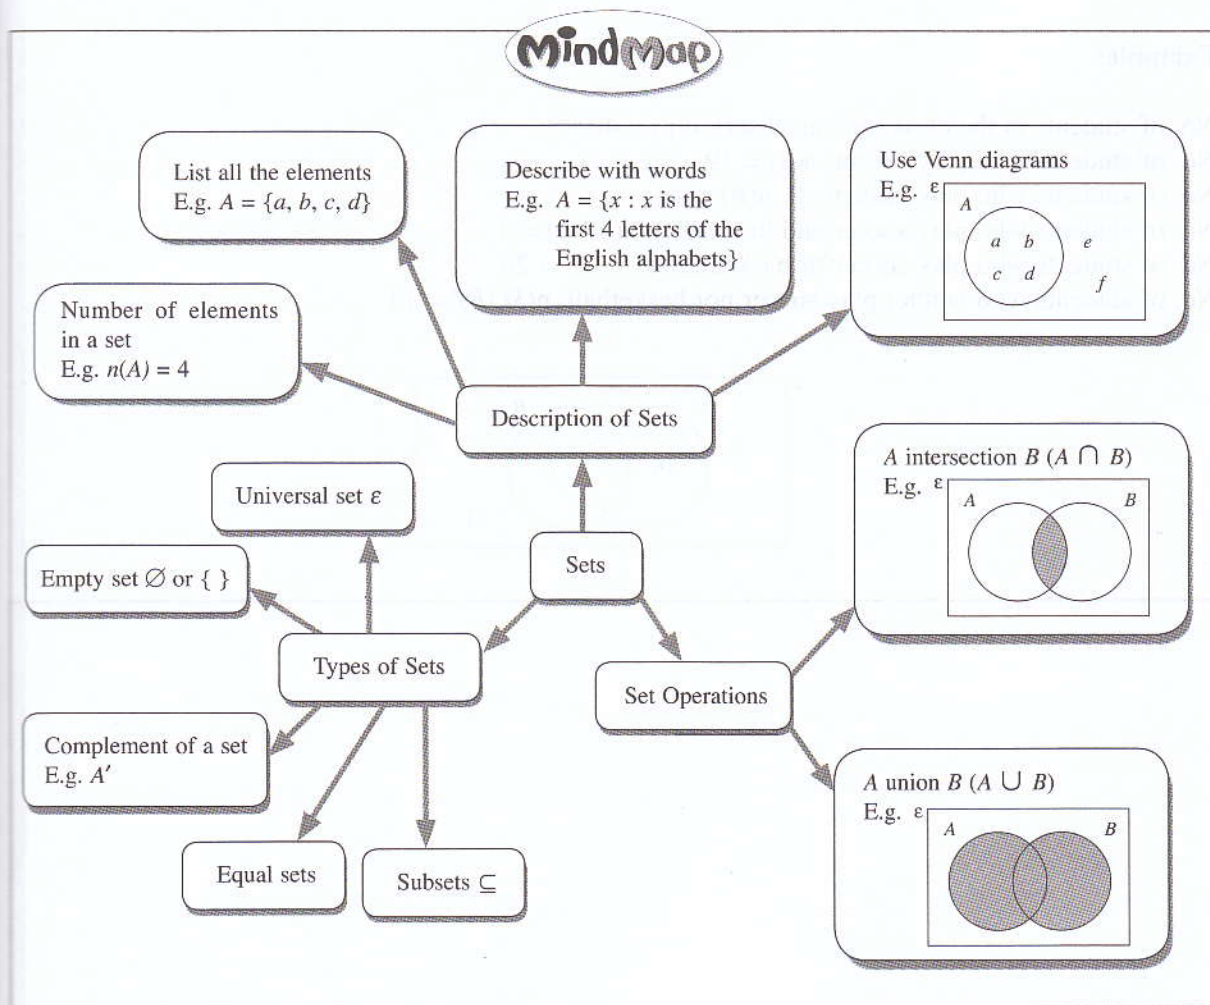 MindMap
List all the elements
E.g. A = {a, b, c, d}
Describe with words
E.g. A = {x : x is the
first 4 letters of the
English alphabets}
Use Venn diagrams
E.g. ε
A
a b e
c d f
Number of elements
in a set
E.g. n(A) = 4
Description of Sets
A intersection B (A ∩ B)
E.g. ε
A B
Universal set ε
Sets
Empty set ∅ or { }
Types of Sets
Set Operations
Complement of a set
E.g. A′
A union B (A ∪ B)
E.g. ε
A B
Equal sets
Subsets ⊆